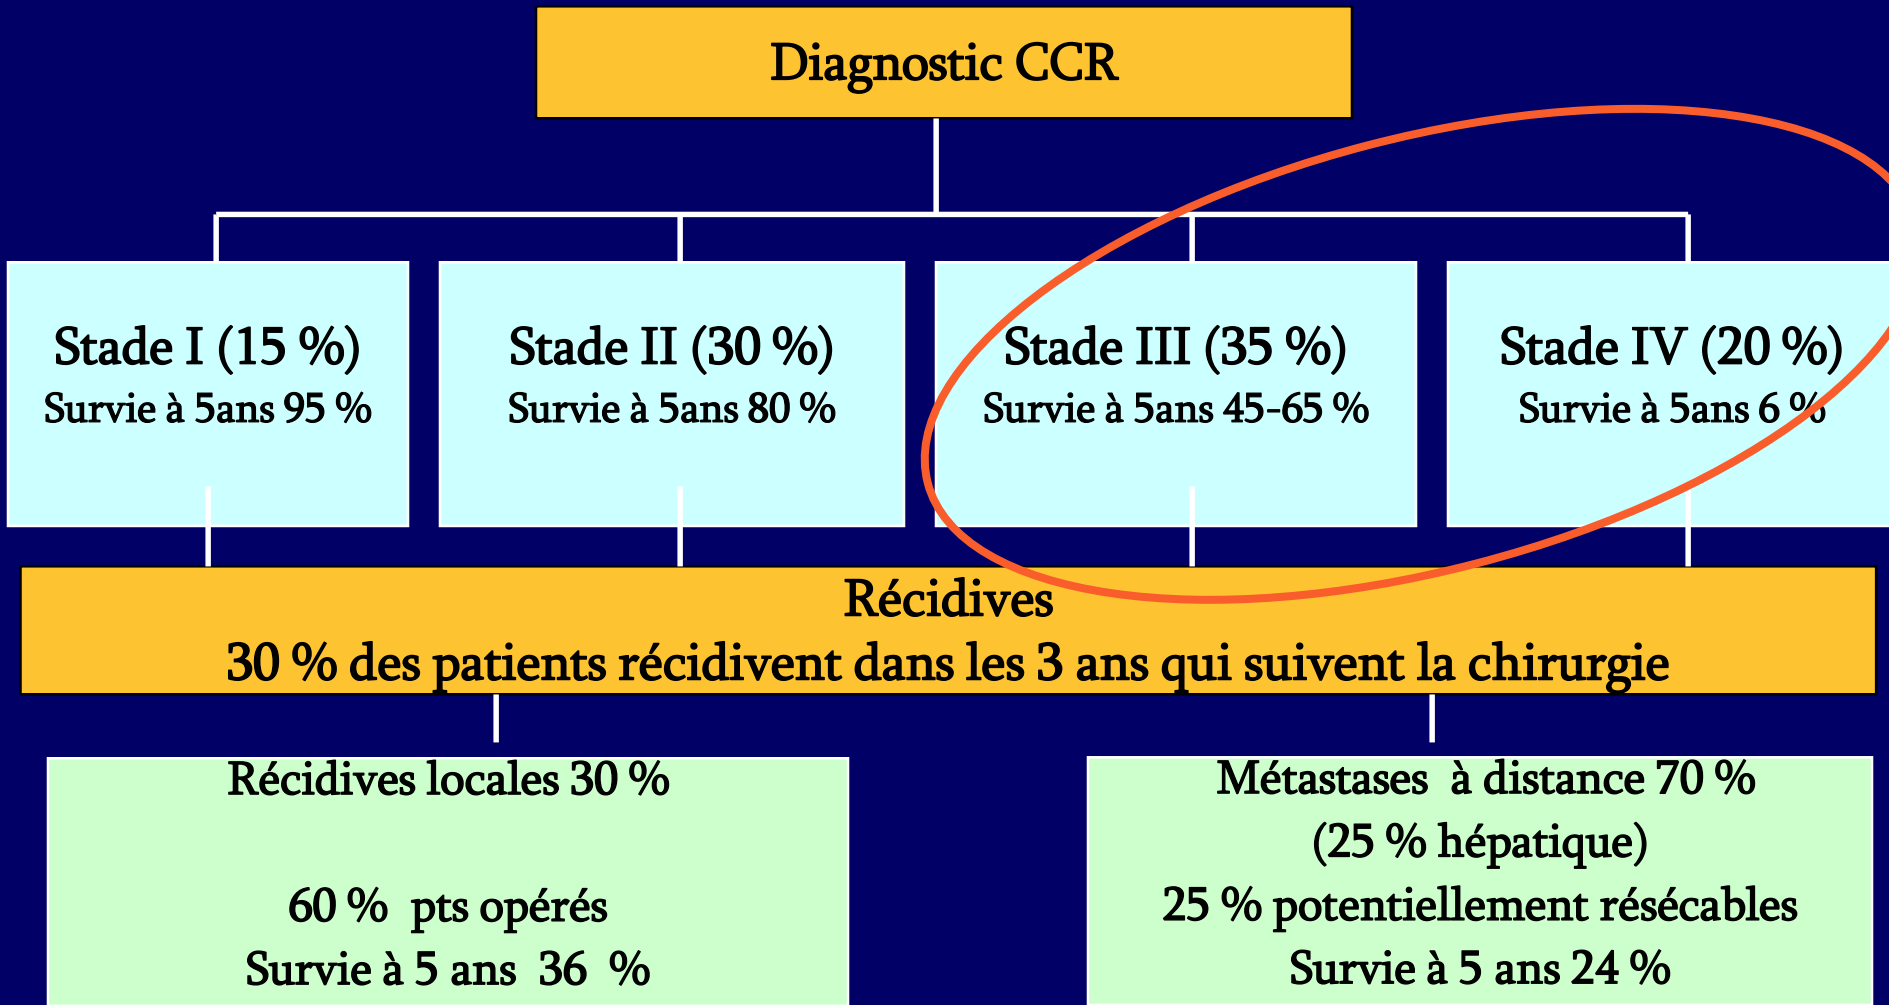 Diagnostic CCR
Stade I (15 %)
Survie à 5ans 95 %
Stade II (30 %)
Survie à 5ans 80 %
Stade III (35 %)
Survie à 5ans 45-65 %
Stade IV (20 %)
Survie à 5ans 6 %
Récidives
30 % des patients récidivent dans les 3 ans qui suivent la chirurgie
Récidives locales 30 %
60 % pts opérés
Survie à 5 ans 36 %
Métastases à distance 70 %
(25 % hépatique)
25 % potentiellement résécables
Survie à 5 ans 24 %